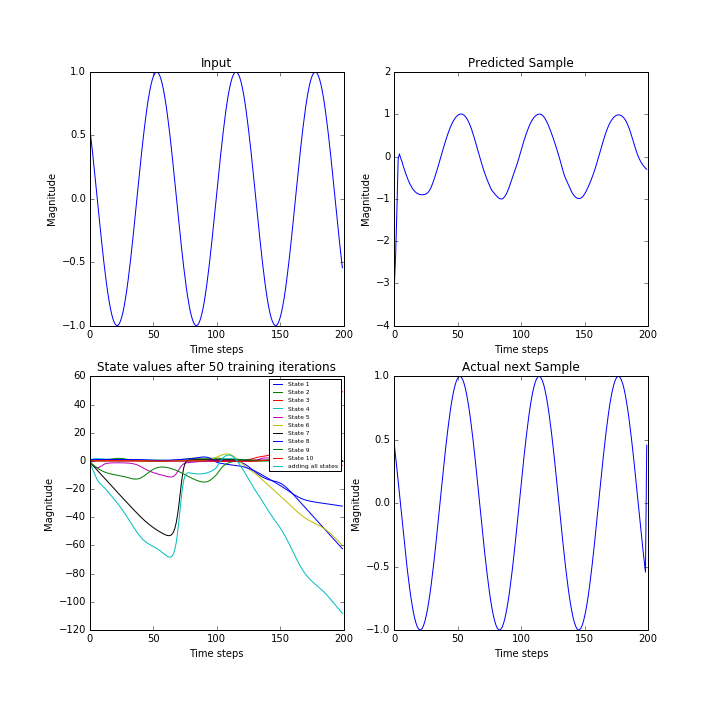 Input
Magnitude
1.0
0.5
0.0
−0.5
−1.0
0
50
100
150
200
Time steps
Predicted Sample
Magnitude
2
1
0
−1
−2
−3
−4
0
50
100
150
200
Time steps
State values after 50 training iterations
Magnitude
60
40
20
0
−20
−40
−60
−80
−100
−120
0
50
100
150
200
Time steps
State 1
State 2
State 3
State 4
State 5
State 6
State 7
State 8
State 9
State 10
adding all states
Actual next Sample
Magnitude
1.0
0.5
0.0
−0.5
−1.0
0
50
100
150
200
Time steps